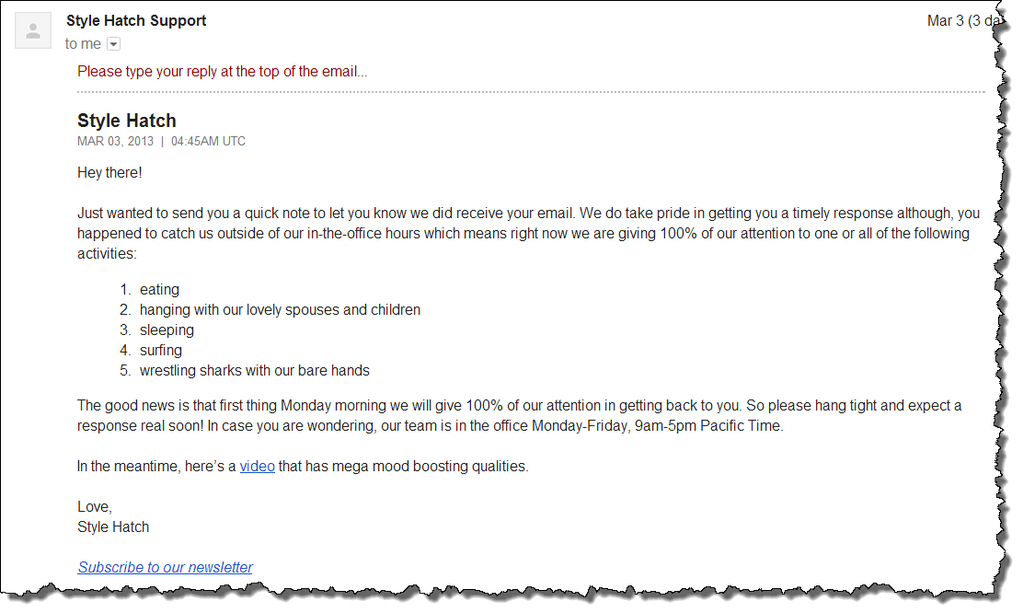 Style Hatch Support
Mar 3 (3 da
to me
Please type your reply at the top of the email...
Style Hatch
MAR 03, 2013 | 04:45AM UTC
Hey there!
Just wanted to send you a quick note to let you know we did receive your email. We do take pride in getting you a timely response although, you
happened to catch us outside of our in-the-office hours which means right now we are giving 100% of our attention to one or all of the following
activities:
1. eating
2. hanging with our lovely spouses and children
3. sleeping
4. surfing
5. wrestling sharks with our bare hands
The good news is that first thing Monday morning we will give 100% of our attention in getting back to you. So please hang tight and expect a
response real soon! In case you are wondering, our team is in the office Monday-Friday, 9am-5pm Pacific Time.
In the meantime, here’s a video that has mega mood boosting qualities.
Love,
Style Hatch
Subscribe to our newsletter